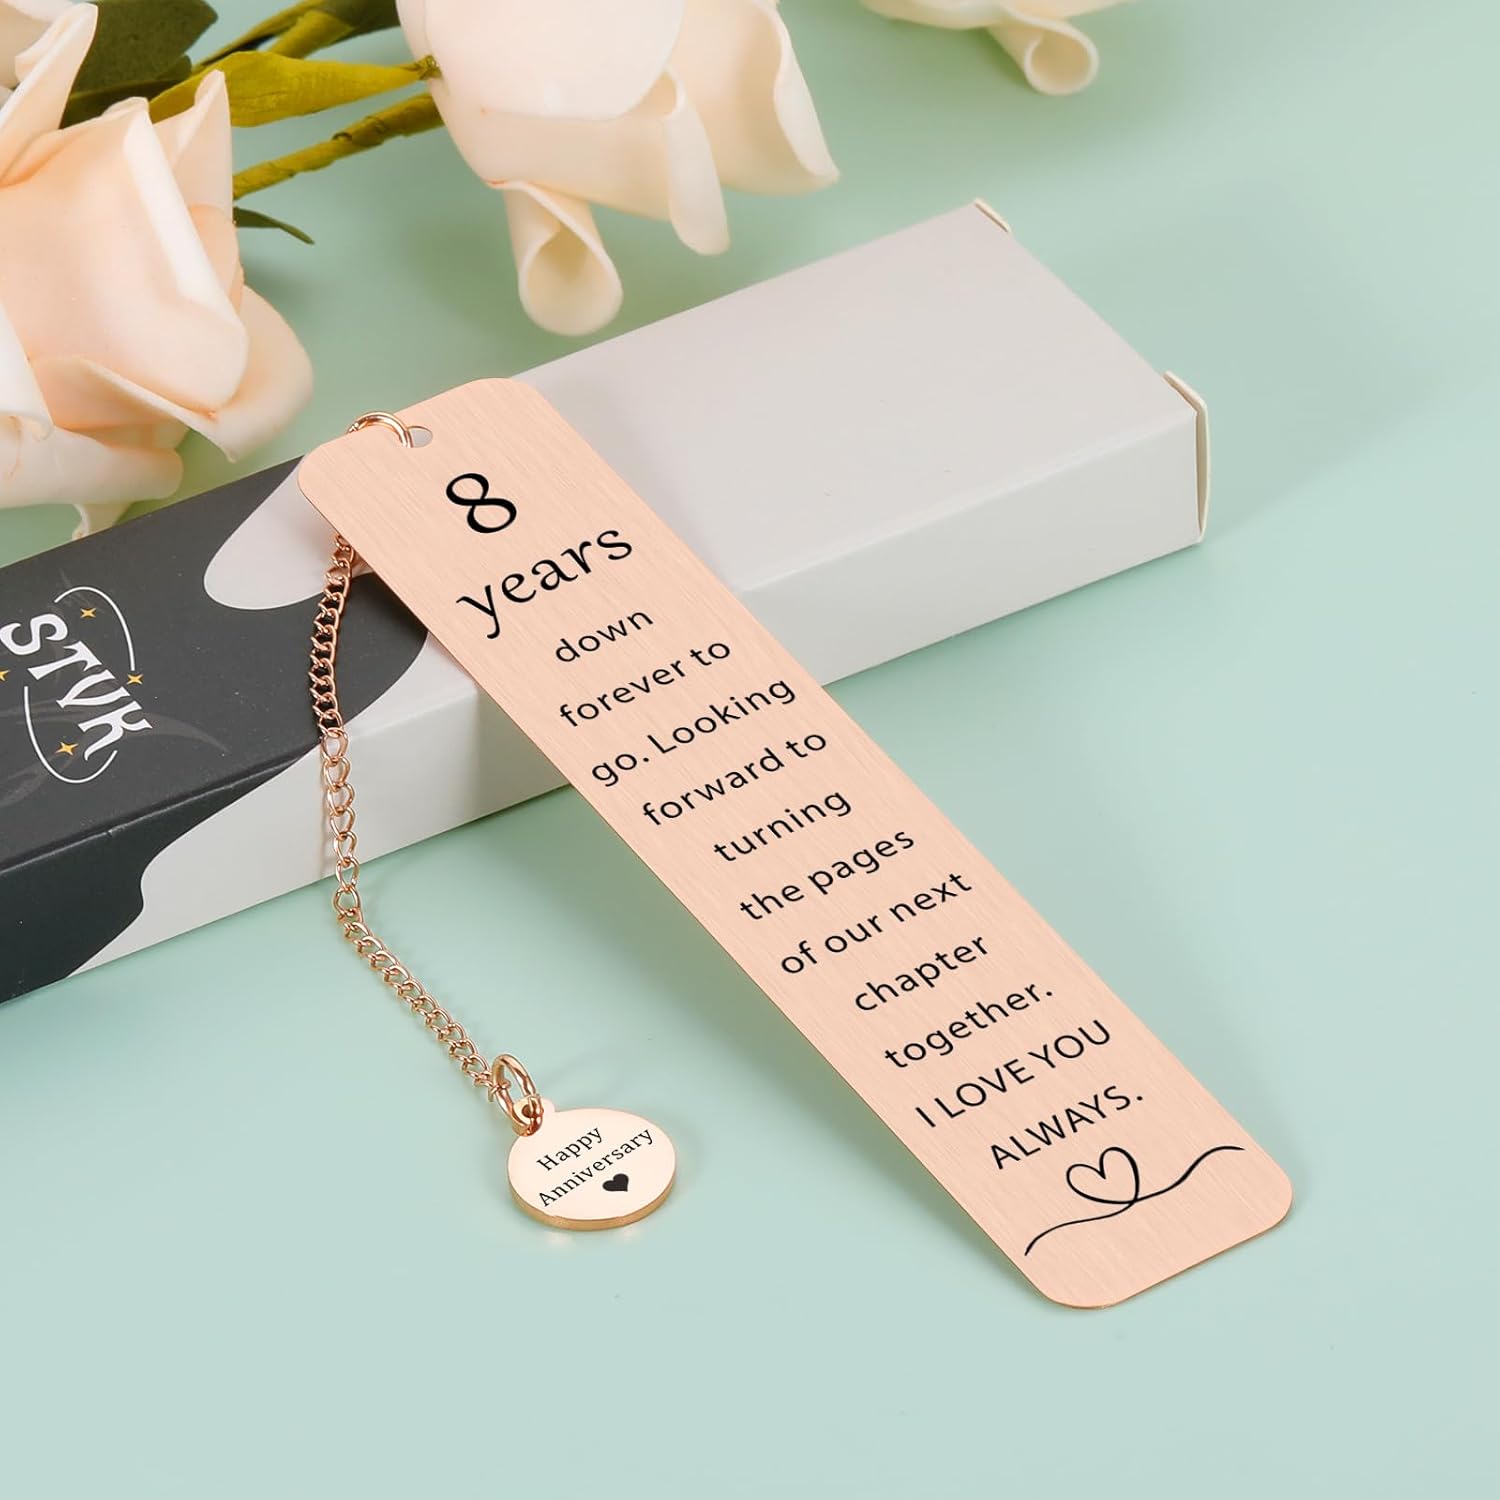 8
years
down
forever to
go. Looking
forward to
turning
the pages
of our next
chapter
together.
I LOVE YOU
ALWAYS.
Happy
Anniversary
STVK